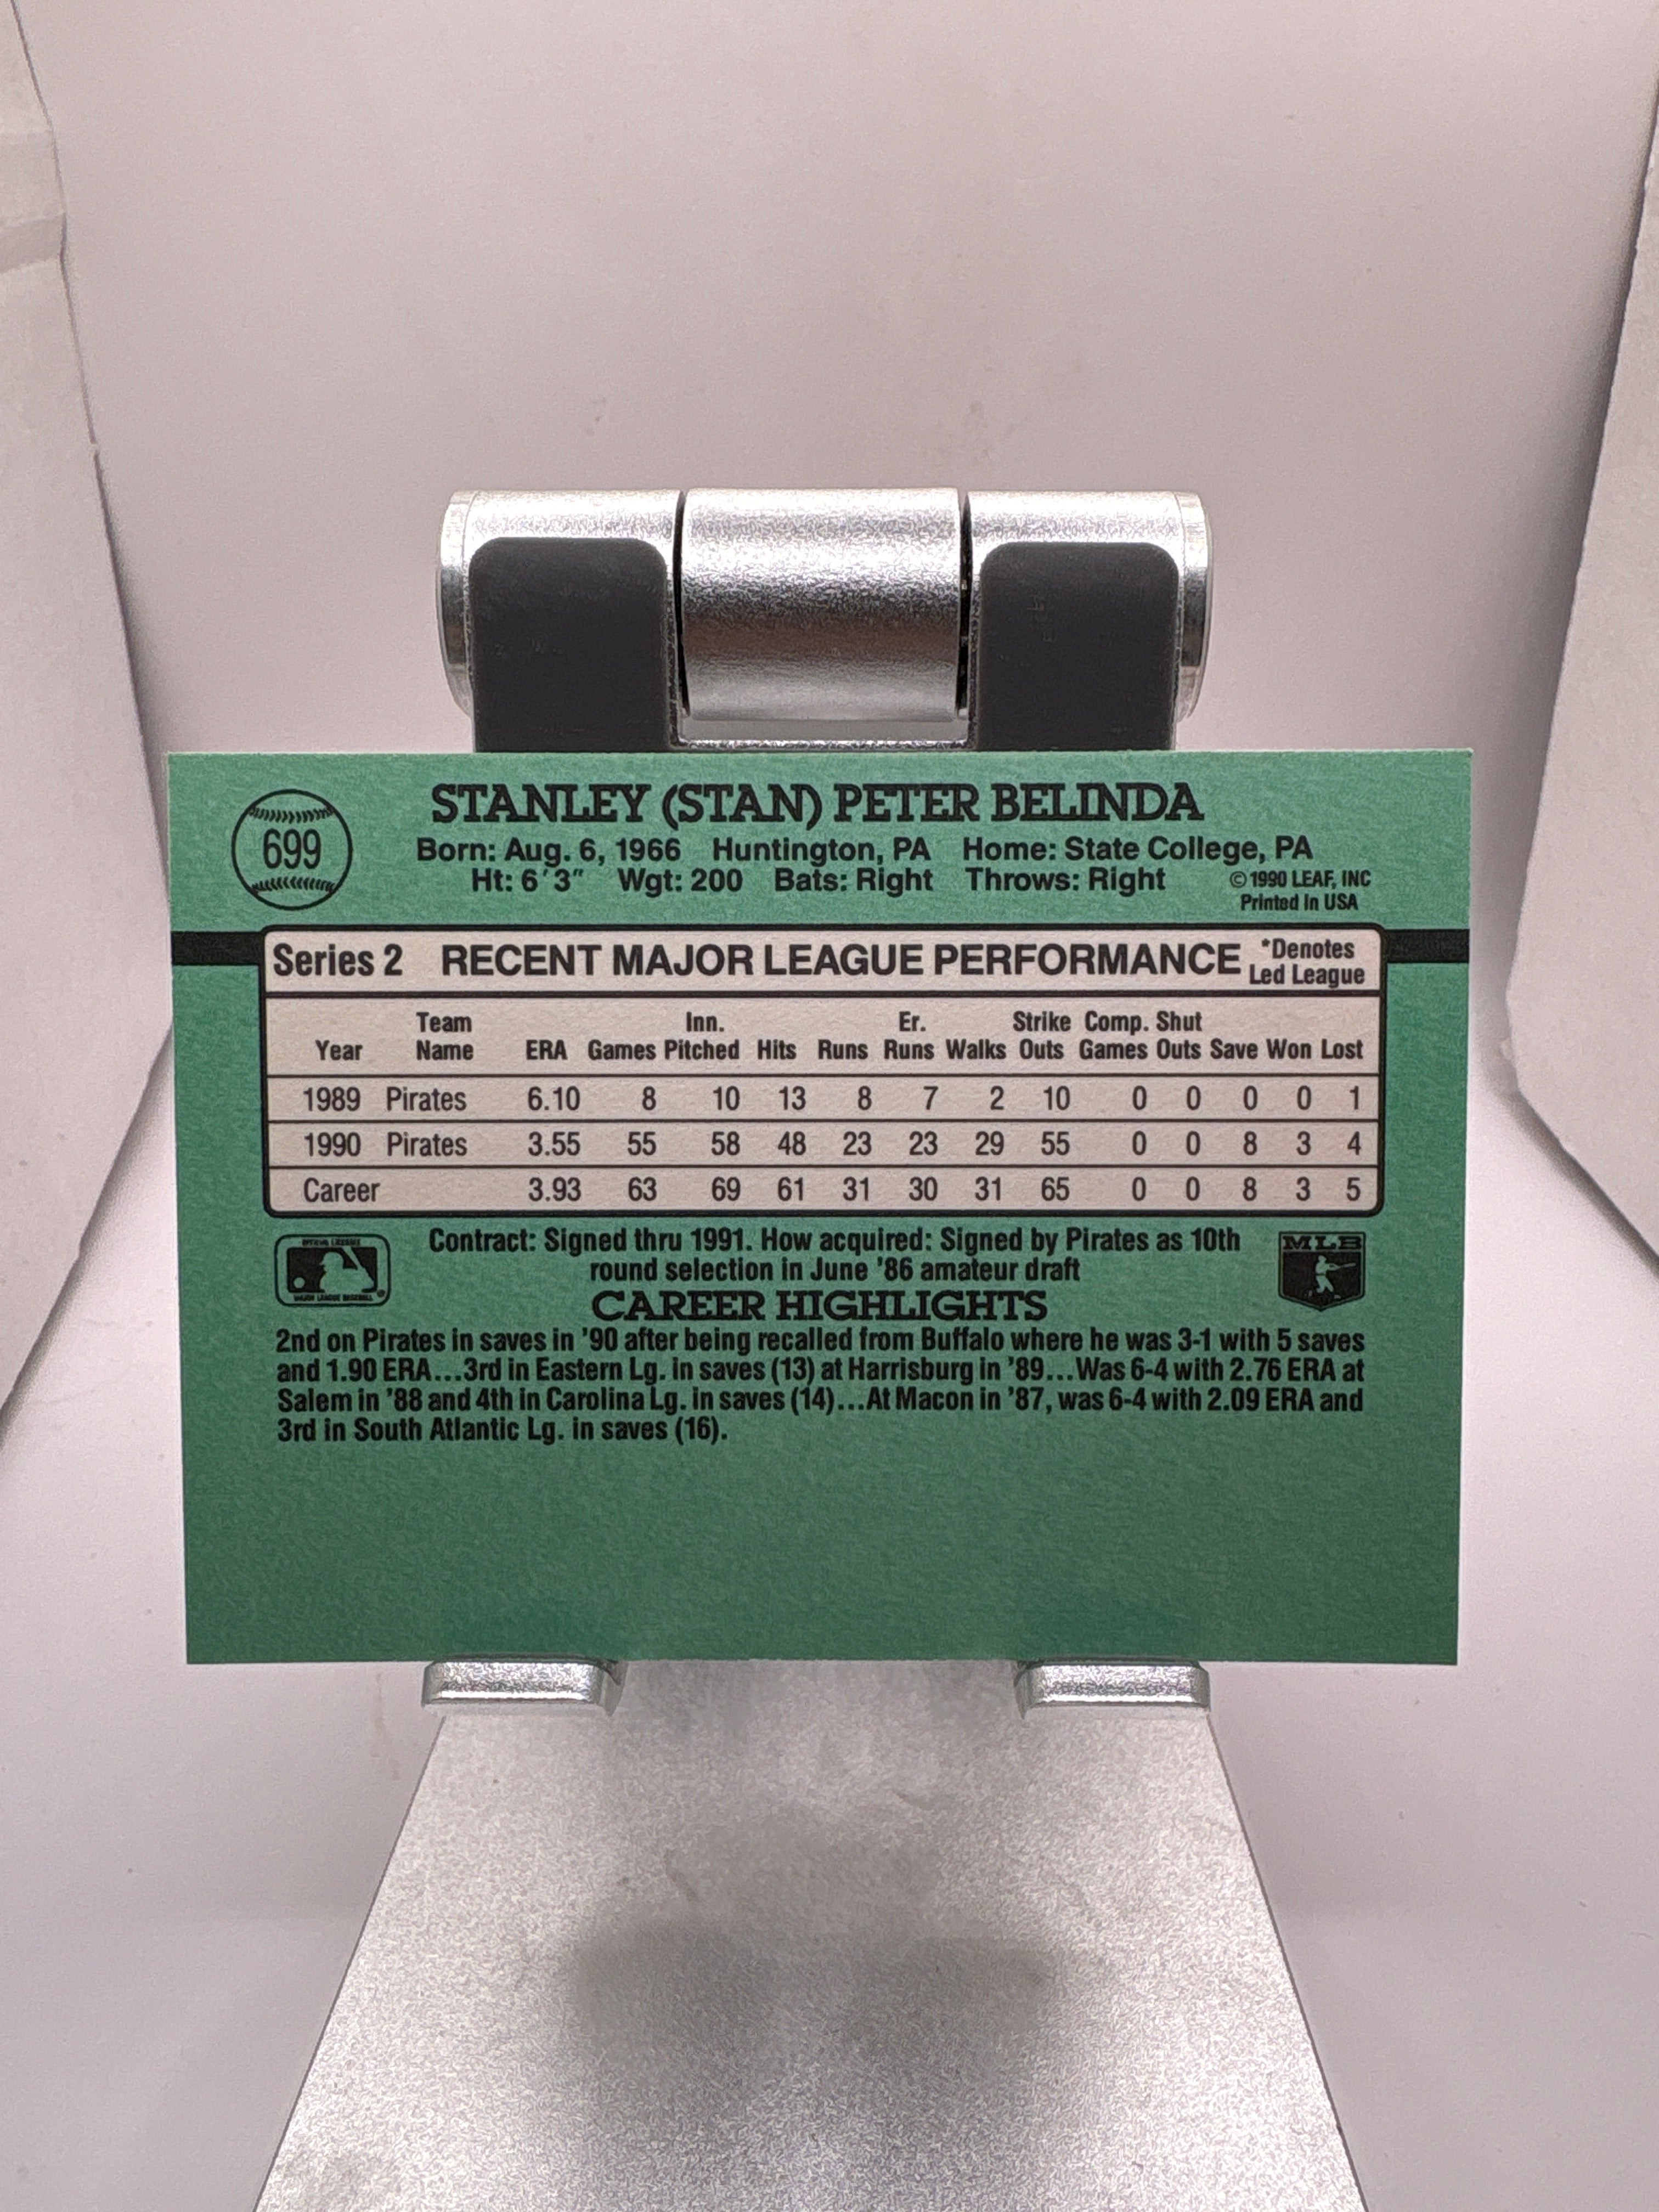 699
STANLEY (STAN) PETER BELINDA
Born: Aug. 6, 1966 Huntington, PA Home: State College, PA
Ht: 6'3" Wgt: 200 Bats: Right Throws: Right
© 1990 LEAF, INC
Printed In USA
Series 2 RECENT MAJOR LEAGUE PERFORMANCE *Denotes
Led League
Team Inn. Er. Strike Comp. Shut
Year Name ERA Games Pitched Hits Runs Runs Walks Outs Games Outs Save Won Lost
1989 Pirates 6.10 8 10 13 8 7 2 10 0 0 0 0 1
1990 Pirates 3.55 55 58 48 23 23 29 55 0 0 8 3 4
Career 3.93 63 69 61 31 30 31 65 0 0 8 3 5
Contract: Signed thru 1991. How acquired: Signed by Pirates as 10th
round selection in June '86 amateur draft
MLB
CAREER HIGHLIGHTS
2nd on Pirates in saves in '90 after being recalled from Buffalo where he was 3-1 with 5 saves
and 1.90 ERA...3rd in Eastern Lg. in saves (13) at Harrisburg in '89...Was 6-4 with 2.76 ERA at
Salem in '88 and 4th in Carolina Lg. in saves (14)...At Macon in '87, was 6-4 with 2.09 ERA and
3rd in South Atlantic Lg. in saves (16).